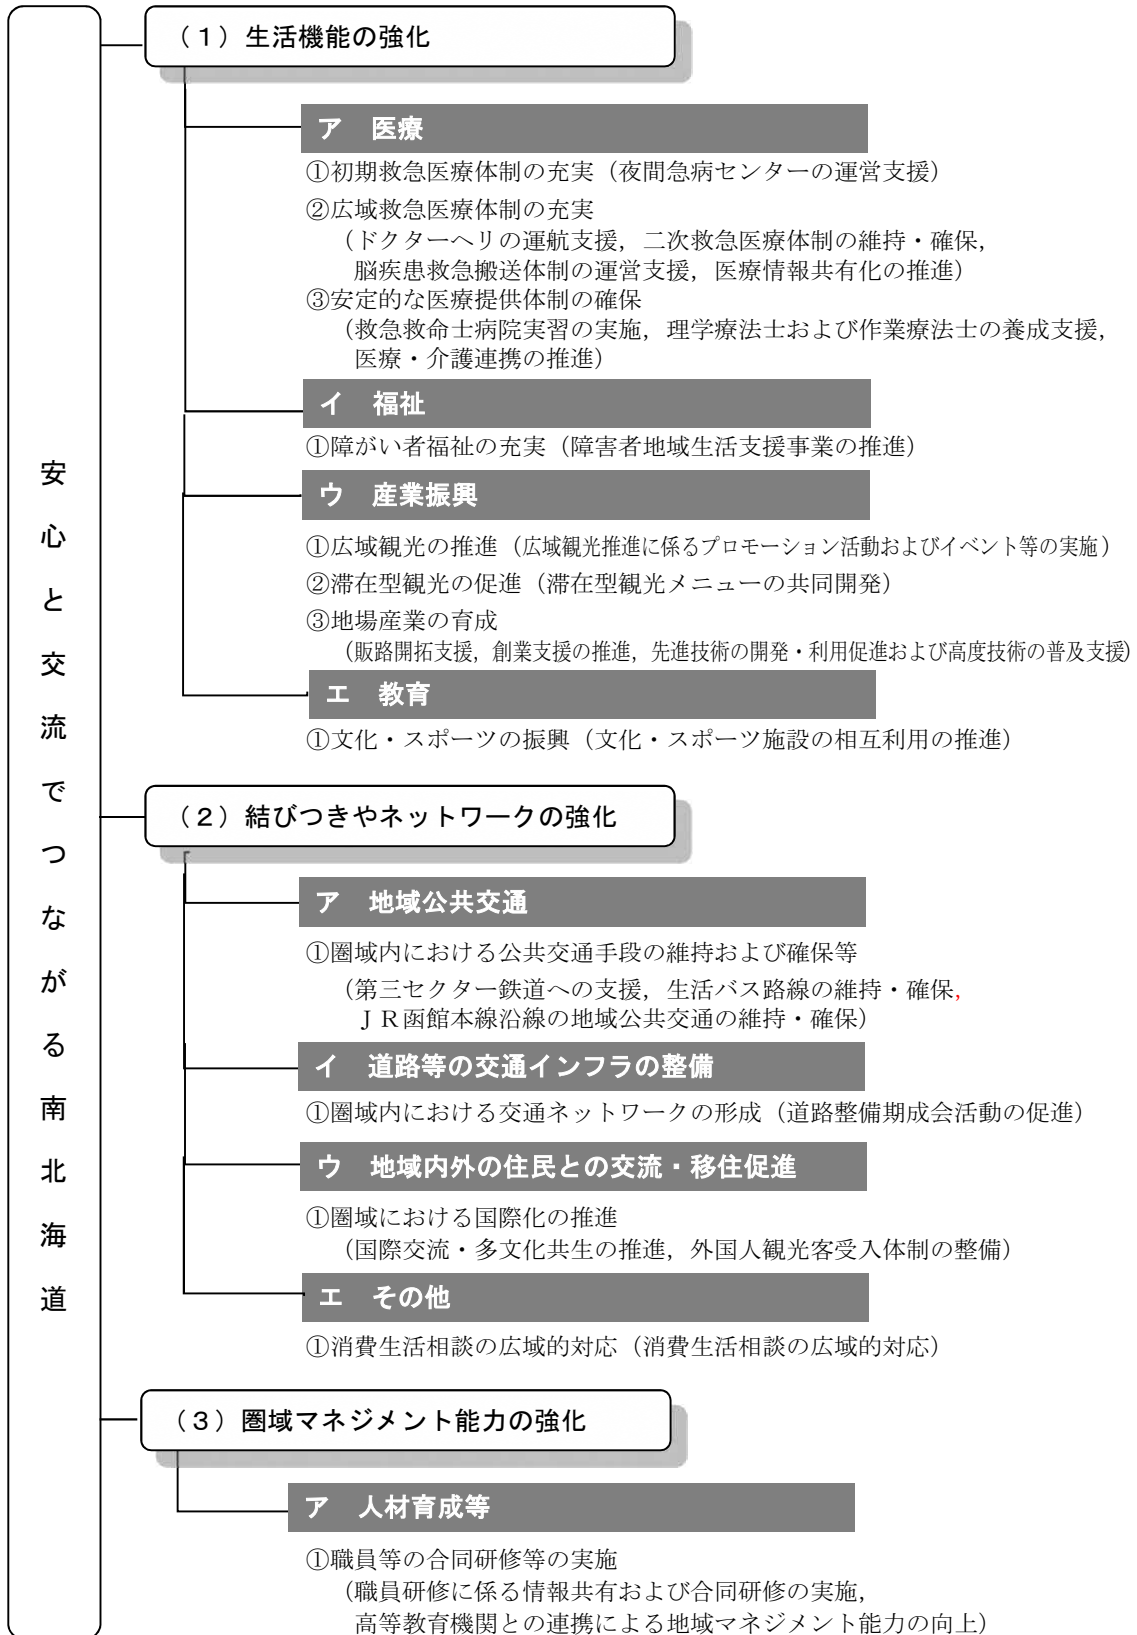 安心と交流でつながる南北海道
（１）生活機能の強化
ア　医療
①初期救急医療体制の充実（夜間急病センターの運営支援）
②広域救急医療体制の充実
（ドクターヘリの運航支援，二次救急医療体制の維持・確保，
脳疾患救急搬送体制の運営支援，医療情報共有化の推進）
③安定的な医療提供体制の確保
（救急救命士病院実習の実施，理学療法士および作業療法士の養成支援，
医療・介護連携の推進）
イ　福祉
①障がい者福祉の充実（障害者地域生活支援事業の推進）
ウ　産業振興
①広域観光の推進（広域観光推進に係るプロモーション活動およびイベント等の実施）
②滞在型観光の促進（滞在型観光メニューの共同開発）
③地場産業の育成
（販路開拓支援，創業支援の推進，先進技術の開発・利用促進および高度技術の普及支援）
エ　教育
①文化・スポーツの振興（文化・スポーツ施設の相互利用の推進）
（２）結びつきやネットワークの強化
ア　地域公共交通
①圏域内における公共交通手段の維持および確保等
（第三セクター鉄道への支援，生活バス路線の維持・確保，
ＪＲ函館本線沿線の地域公共交通の維持・確保）
イ　道路等の交通インフラの整備
①圏域内における交通ネットワークの形成（道路整備期成会活動の促進）
ウ　地域内外の住民との交流・移住促進
①圏域における国際化の推進
（国際交流・多文化共生の推進，外国人観光客受入体制の整備）
エ　その他
①消費生活相談の広域的対応（消費生活相談の広域的対応）
（３）圏域マネジメント能力の強化
ア　人材育成等
①職員等の合同研修等の実施
（職員研修に係る情報共有および合同研修の実施，
高等教育機関との連携による地域マネジメント能力の向上）